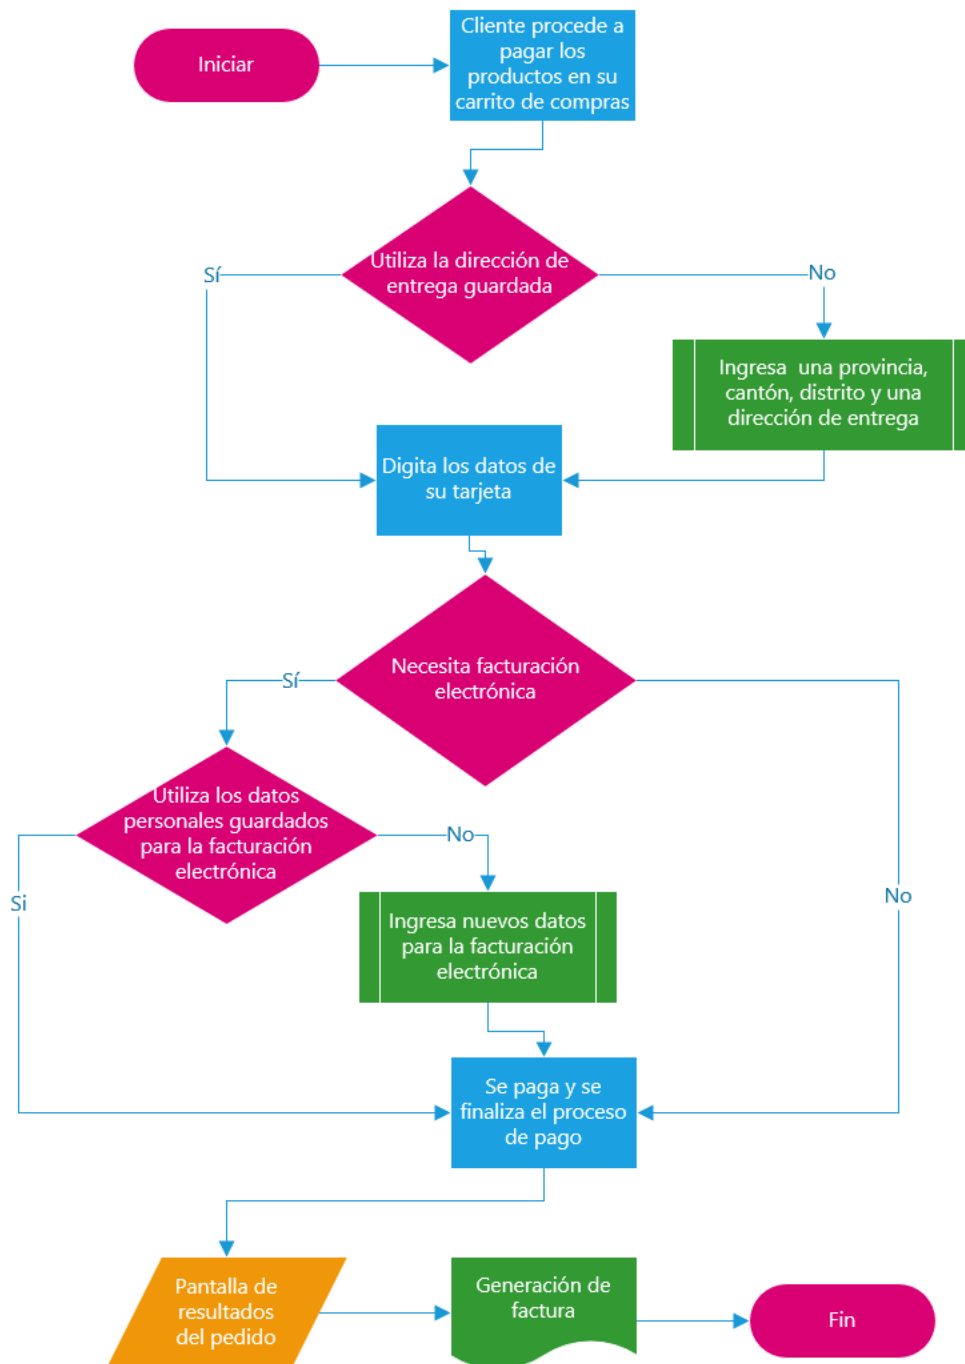 Iniciar
Cliente procede a
pagar los
productos en su
carrito de compras
Utiliza la dirección de
entrega guardada
Sí
No
Ingresa una provincia,
cantón, distrito y una
dirección de entrega
Digita los datos de
su tarjeta
Necesita facturación
electrónica
Sí
No
Utiliza los datos
personales guardados
para la facturación
electrónica
Si
No
Ingresa nuevos datos
para la facturación
electrónica
Se paga y se
finaliza el proceso
de pago
Pantalla de
resultados
del pedido
Generación de
factura
Fin